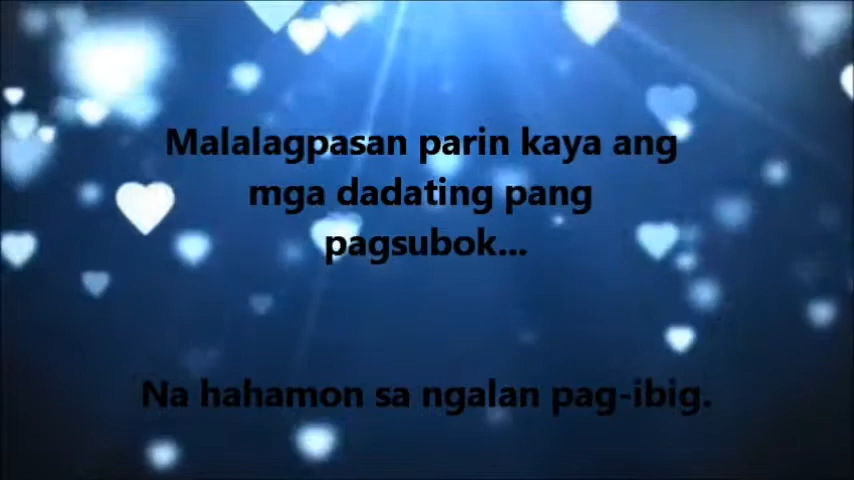 Malalagpasan parin kaya ang
mga dadating pang
pagsubok...
Na hahamon sa ngalan pag-ibig.